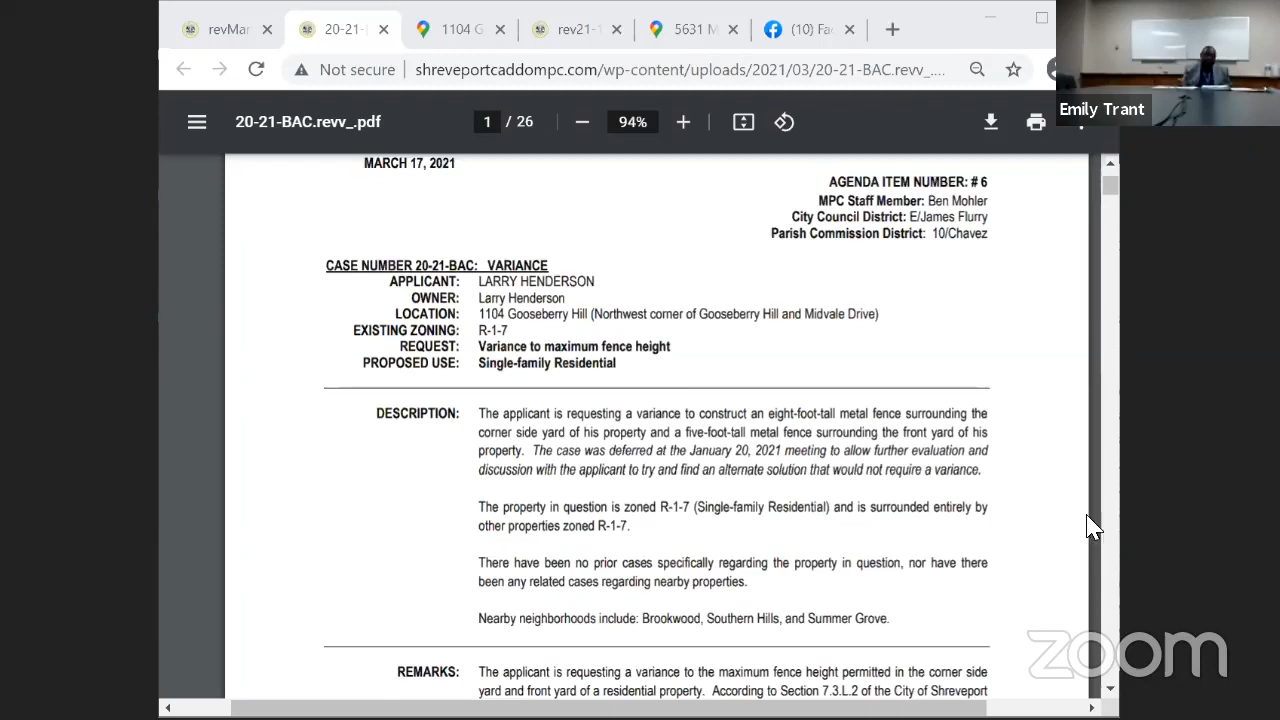 revMar
20-21-
1104 G
rev21-1
5631 M
(10) Fac
Not secure
shreveportcaddompc.com/wp-content/uploads/2021/03/20-21-BAC.revv_....
Emily Trant
20-21-BAC.revv_.pdf
1 / 26
94%
MARCH 17, 2021
AGENDA ITEM NUMBER: # 6
MPC Staff Member: Ben Mohler
City Council District: E/James Flurry
Parish Commission District: 10/Chavez
CASE NUMBER 20-21-BAC: VARIANCE
APPLICANT: LARRY HENDERSON
OWNER: Larry Henderson
LOCATION: 1104 Gooseberry Hill (Northwest corner of Gooseberry Hill and Midvale Drive)
EXISTING ZONING: R-1-7
REQUEST: Variance to maximum fence height
PROPOSED USE: Single-family Residential
DESCRIPTION: The applicant is requesting a variance to construct an eight-foot-tall metal fence surrounding the
corner side yard of his property and a five-foot-tall metal fence surrounding the front yard of his
property. The case was deferred at the January 20, 2021 meeting to allow further evaluation and
discussion with the applicant to try and find an alternate solution that would not require a variance.
The property in question is zoned R-1-7 (Single-family Residential) and is surrounded entirely by
other properties zoned R-1-7.
There have been no prior cases specifically regarding the property in question, nor have there
been any related cases regarding nearby properties.
Nearby neighborhoods include: Brookwood, Southern Hills, and Summer Grove.
REMARKS: The applicant is requesting a variance to the maximum fence height permitted in the corner side
yard and front yard of a residential property. According to Section 7.3.L.2 of the City of Shreveport
zoom